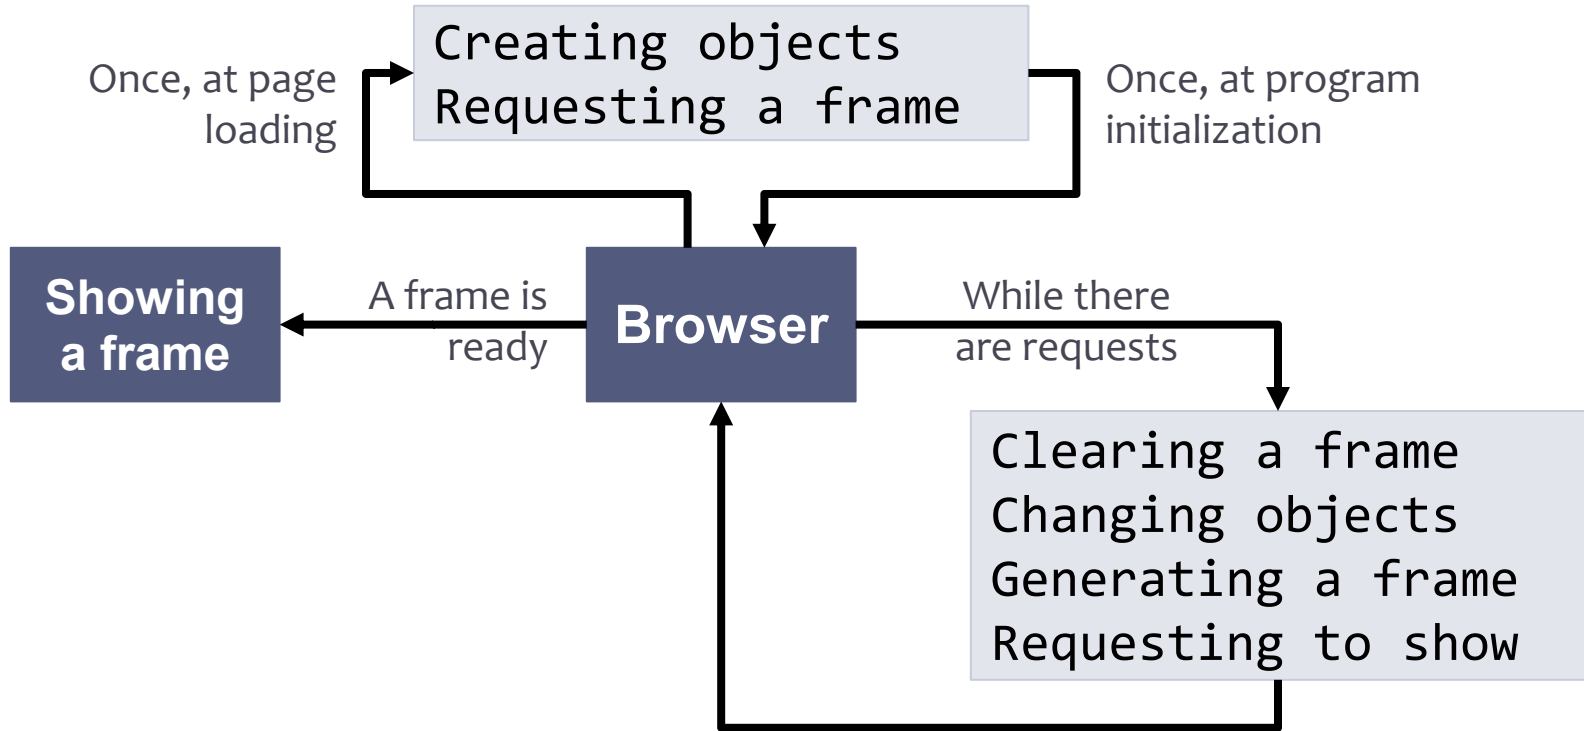 Creating objects
Requesting a frame
Once, at page
loading
Once, at program
initialization
Showing
a frame
A frame is
ready
Browser
While there
are requests
Clearing a frame
Changing objects
Generating a frame
Requesting to show